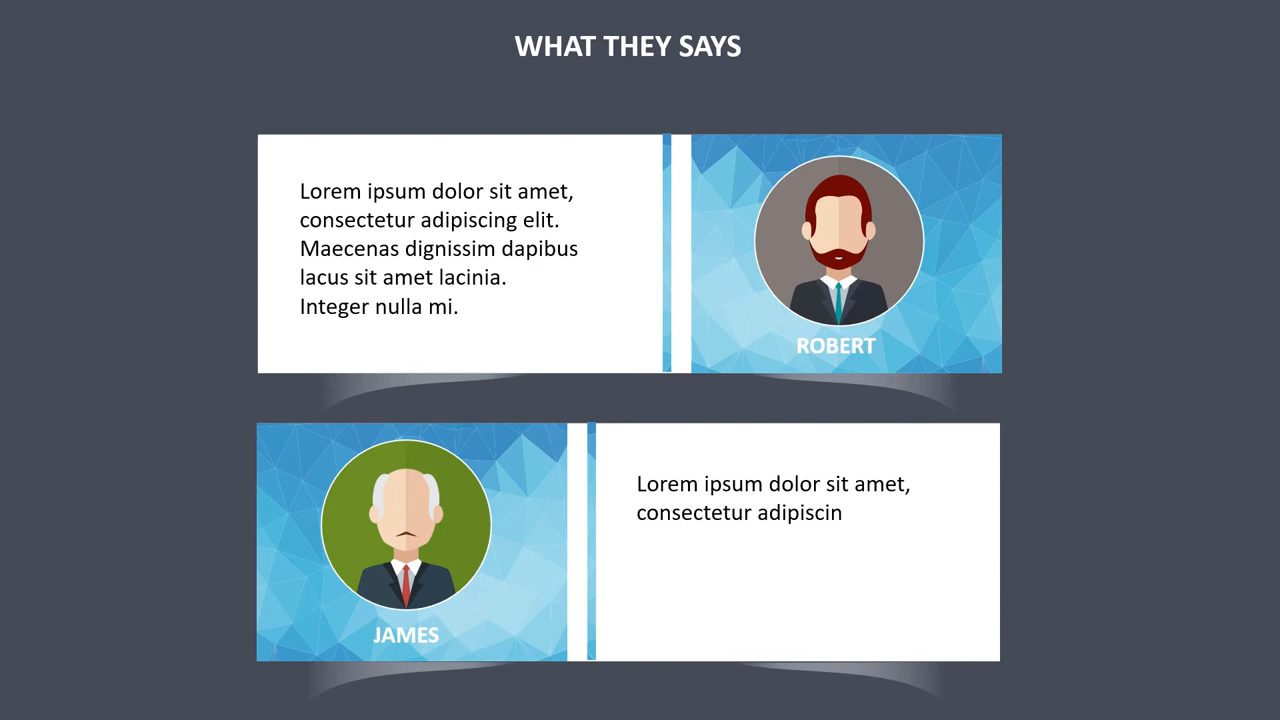 WHAT THEY SAYS
Lorem ipsum dolor sit amet,
consectetur adipiscing elit.
Maecenas dignissim dapibus
lacus sit amet lacinia.
Integer nulla mi.
ROBERT
JAMES
Lorem ipsum dolor sit amet,
consectetur adipiscin